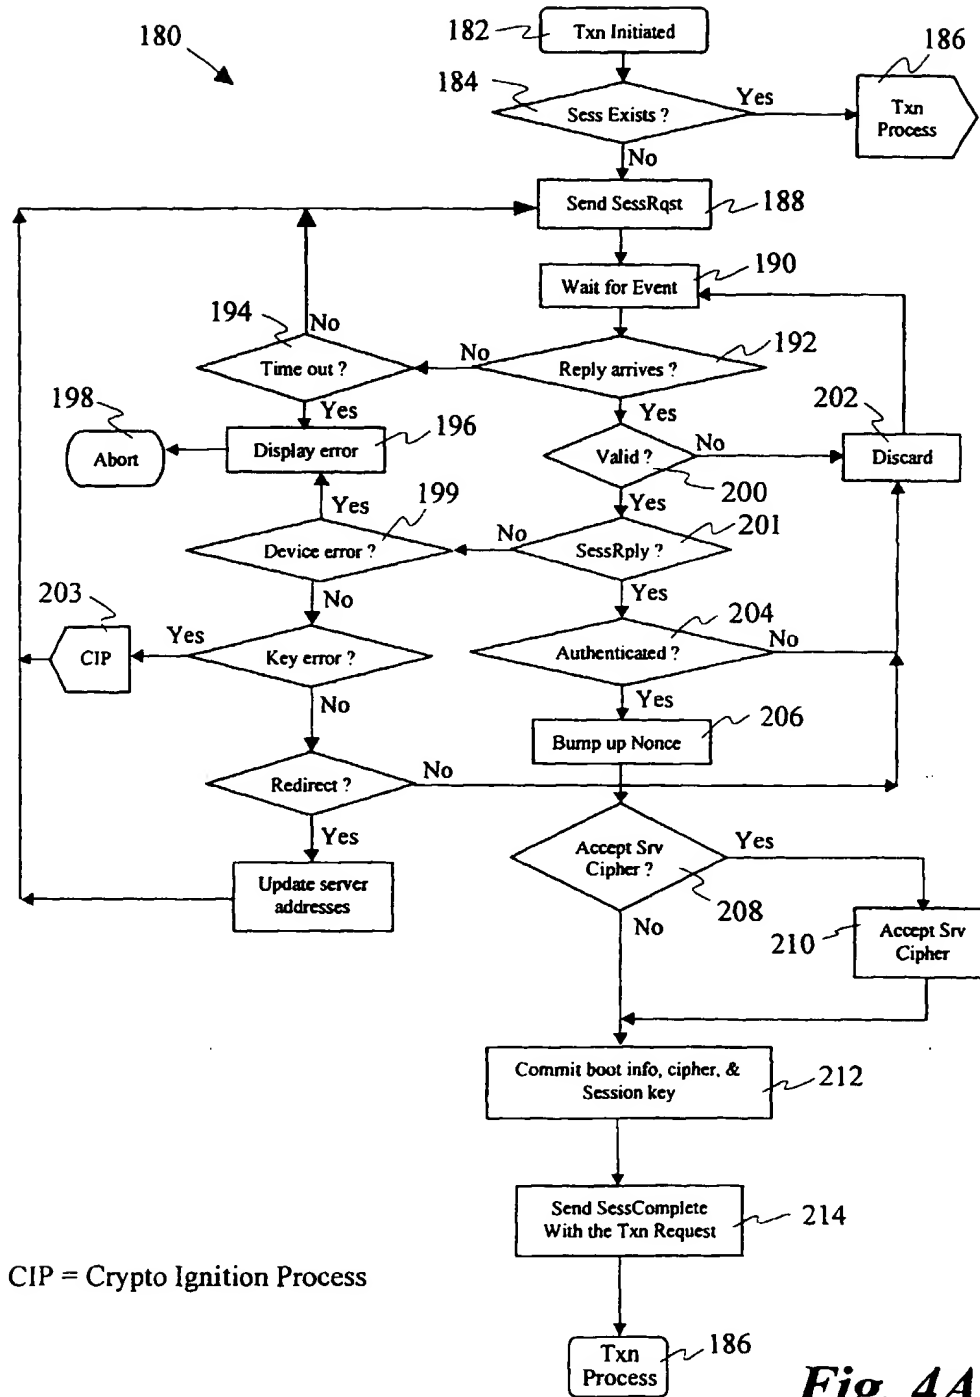 180
182
Txn Initiated
186
184
Sess Exists ?
Yes
Txn
Process
No
Send SessRqst
188
190
Wait for Event
194
No
192
Time out ?
No
Reply arrives ?
198
Yes
Yes
202
Abort
Display error
196
Valid ?
No
Discard
200
Yes
199
Yes
201
Device error ?
No
SessRply ?
203
No
Yes
204
Yes
No
CIP
Key error ?
Authenticated ?
No
Yes
206
Bump up Nonce
Redirect ?
No
Yes
Accept Srv
Cipher ?
Yes
Update server
addresses
208
No
210
Accept Srv
Cipher
Commit boot info, cipher, &
Session key
212
Send SessComplete
With the Txn Request
214
CIP = Crypto Ignition Process
Txn
Process
186
Fig. 4A